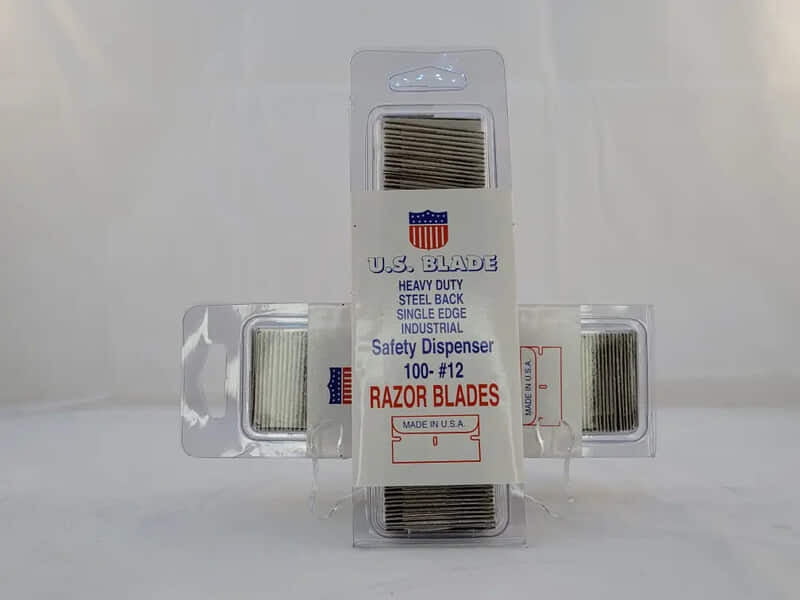 U.S. BLADE
HEAVY DUTY
STEEL BACK
SINGLE EDGE
INDUSTRIAL
Safety Dispenser
100- #12
RAZOR BLADES
MADE IN U.S.A.
MADE IN U.S.A.